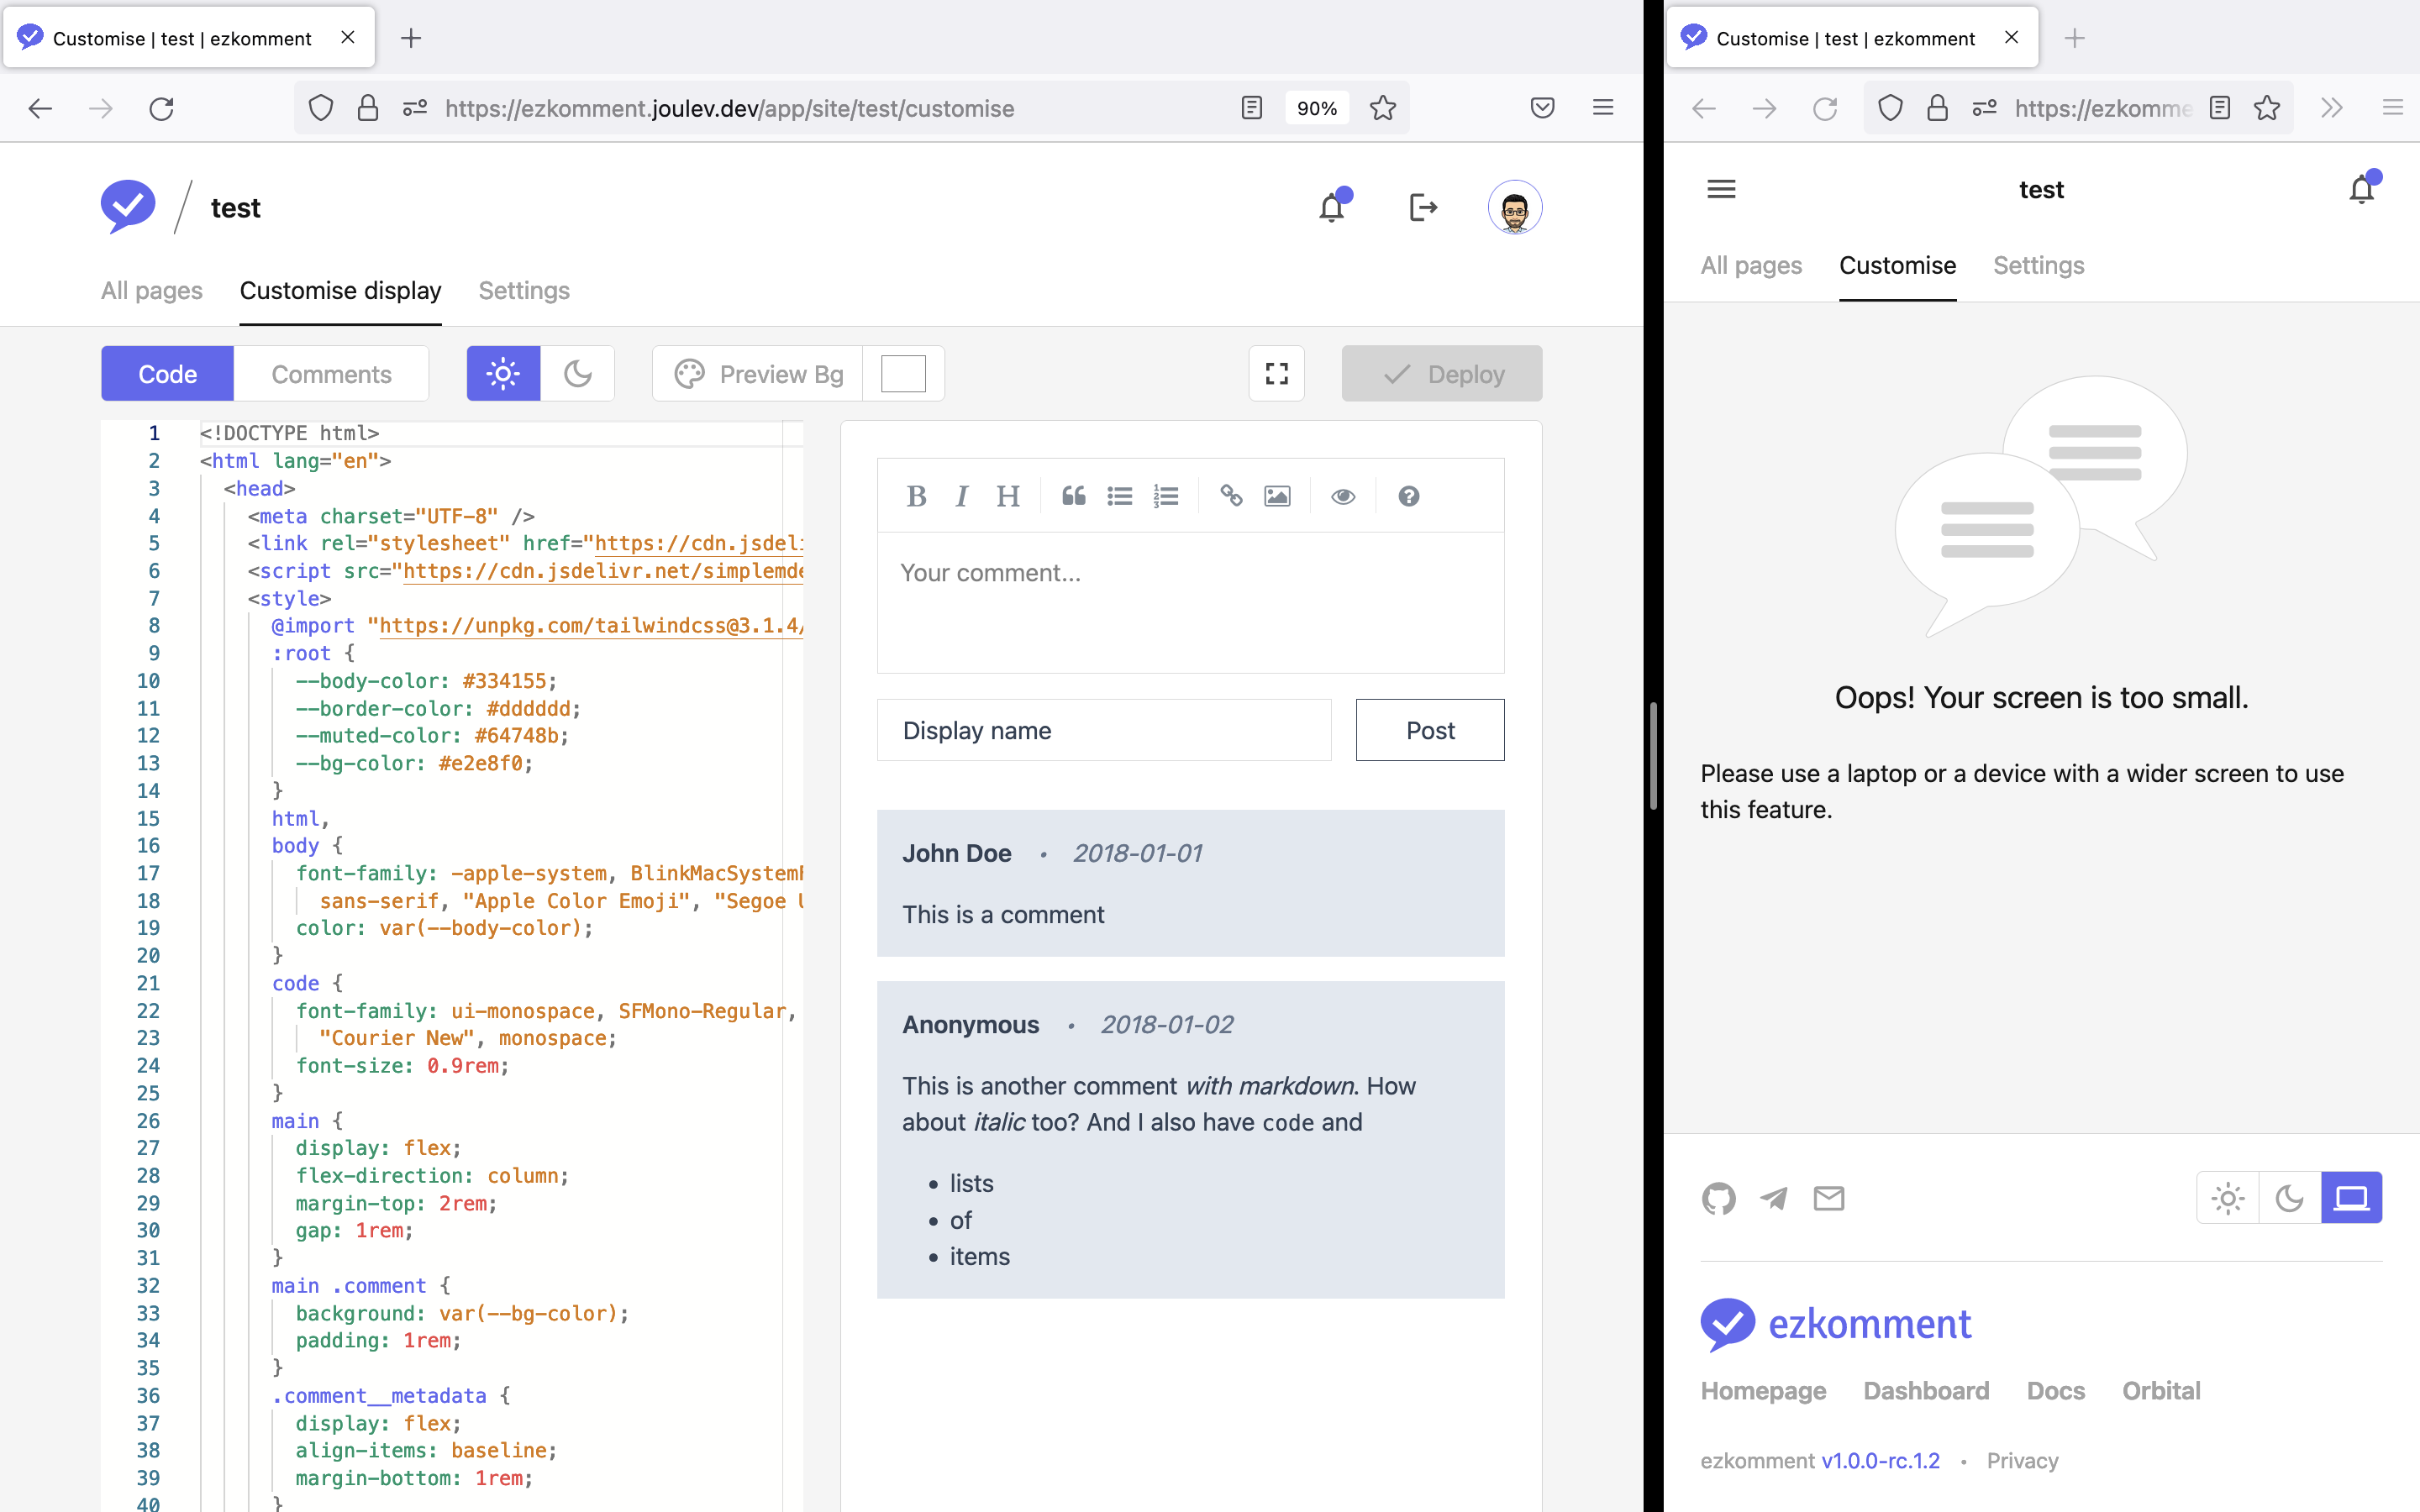 Customise | test | ezkomment
https://ezkomment.joulev.dev/app/site/test/customise
90%
test
All pages
Customise display
Settings
Code
Comments
Preview Bg
Deploy
1 <!DOCTYPE html>
2 <html lang="en">
3 <head>
4 <meta charset="UTF-8" />
5 <link rel="stylesheet" href="https://cdn.jsdeli
6 <script src="https://cdn.jsdelivr.net/simplemde
7 <style>
8 @import "https://unpkg.com/tailwindcss@3.1.4/
9 :root {
10 --body-color: #334155;
11 --border-color: #dddddd;
12 --muted-color: #64748b;
13 --bg-color: #e2e8f0;
14 }
15 html,
16 body {
17 font-family: -apple-system, BlinkMacSystemF
18 sans-serif, "Apple Color Emoji", "Segoe U
19 color: var(--body-color);
20 }
21 code {
22 font-family: ui-monospace, SFMono-Regular,
23 "Courier New", monospace;
24 font-size: 0.9rem;
25 }
26 main {
27 display: flex;
28 flex-direction: column;
29 margin-top: 2rem;
30 gap: 1rem;
31 }
32 main .comment {
33 background: var(--bg-color);
34 padding: 1rem;
35 }
36 .comment__metadata {
37 display: flex;
38 align-items: baseline;
39 margin-bottom: 1rem;
40 }
B I H
Your comment...
Display name
Post
John Doe • 2018-01-01
This is a comment
Anonymous • 2018-01-02
This is another comment with markdown. How
about italic too? And I also have code and
• lists
• of
• items
Customise | test | ezkomment
https://ezkomme
test
All pages
Customise
Settings
Oops! Your screen is too small.
Please use a laptop or a device with a wider screen to use
this feature.
ezkomment
Homepage
Dashboard
Docs
Orbital
ezkomment v1.0.0-rc.1.2 • Privacy